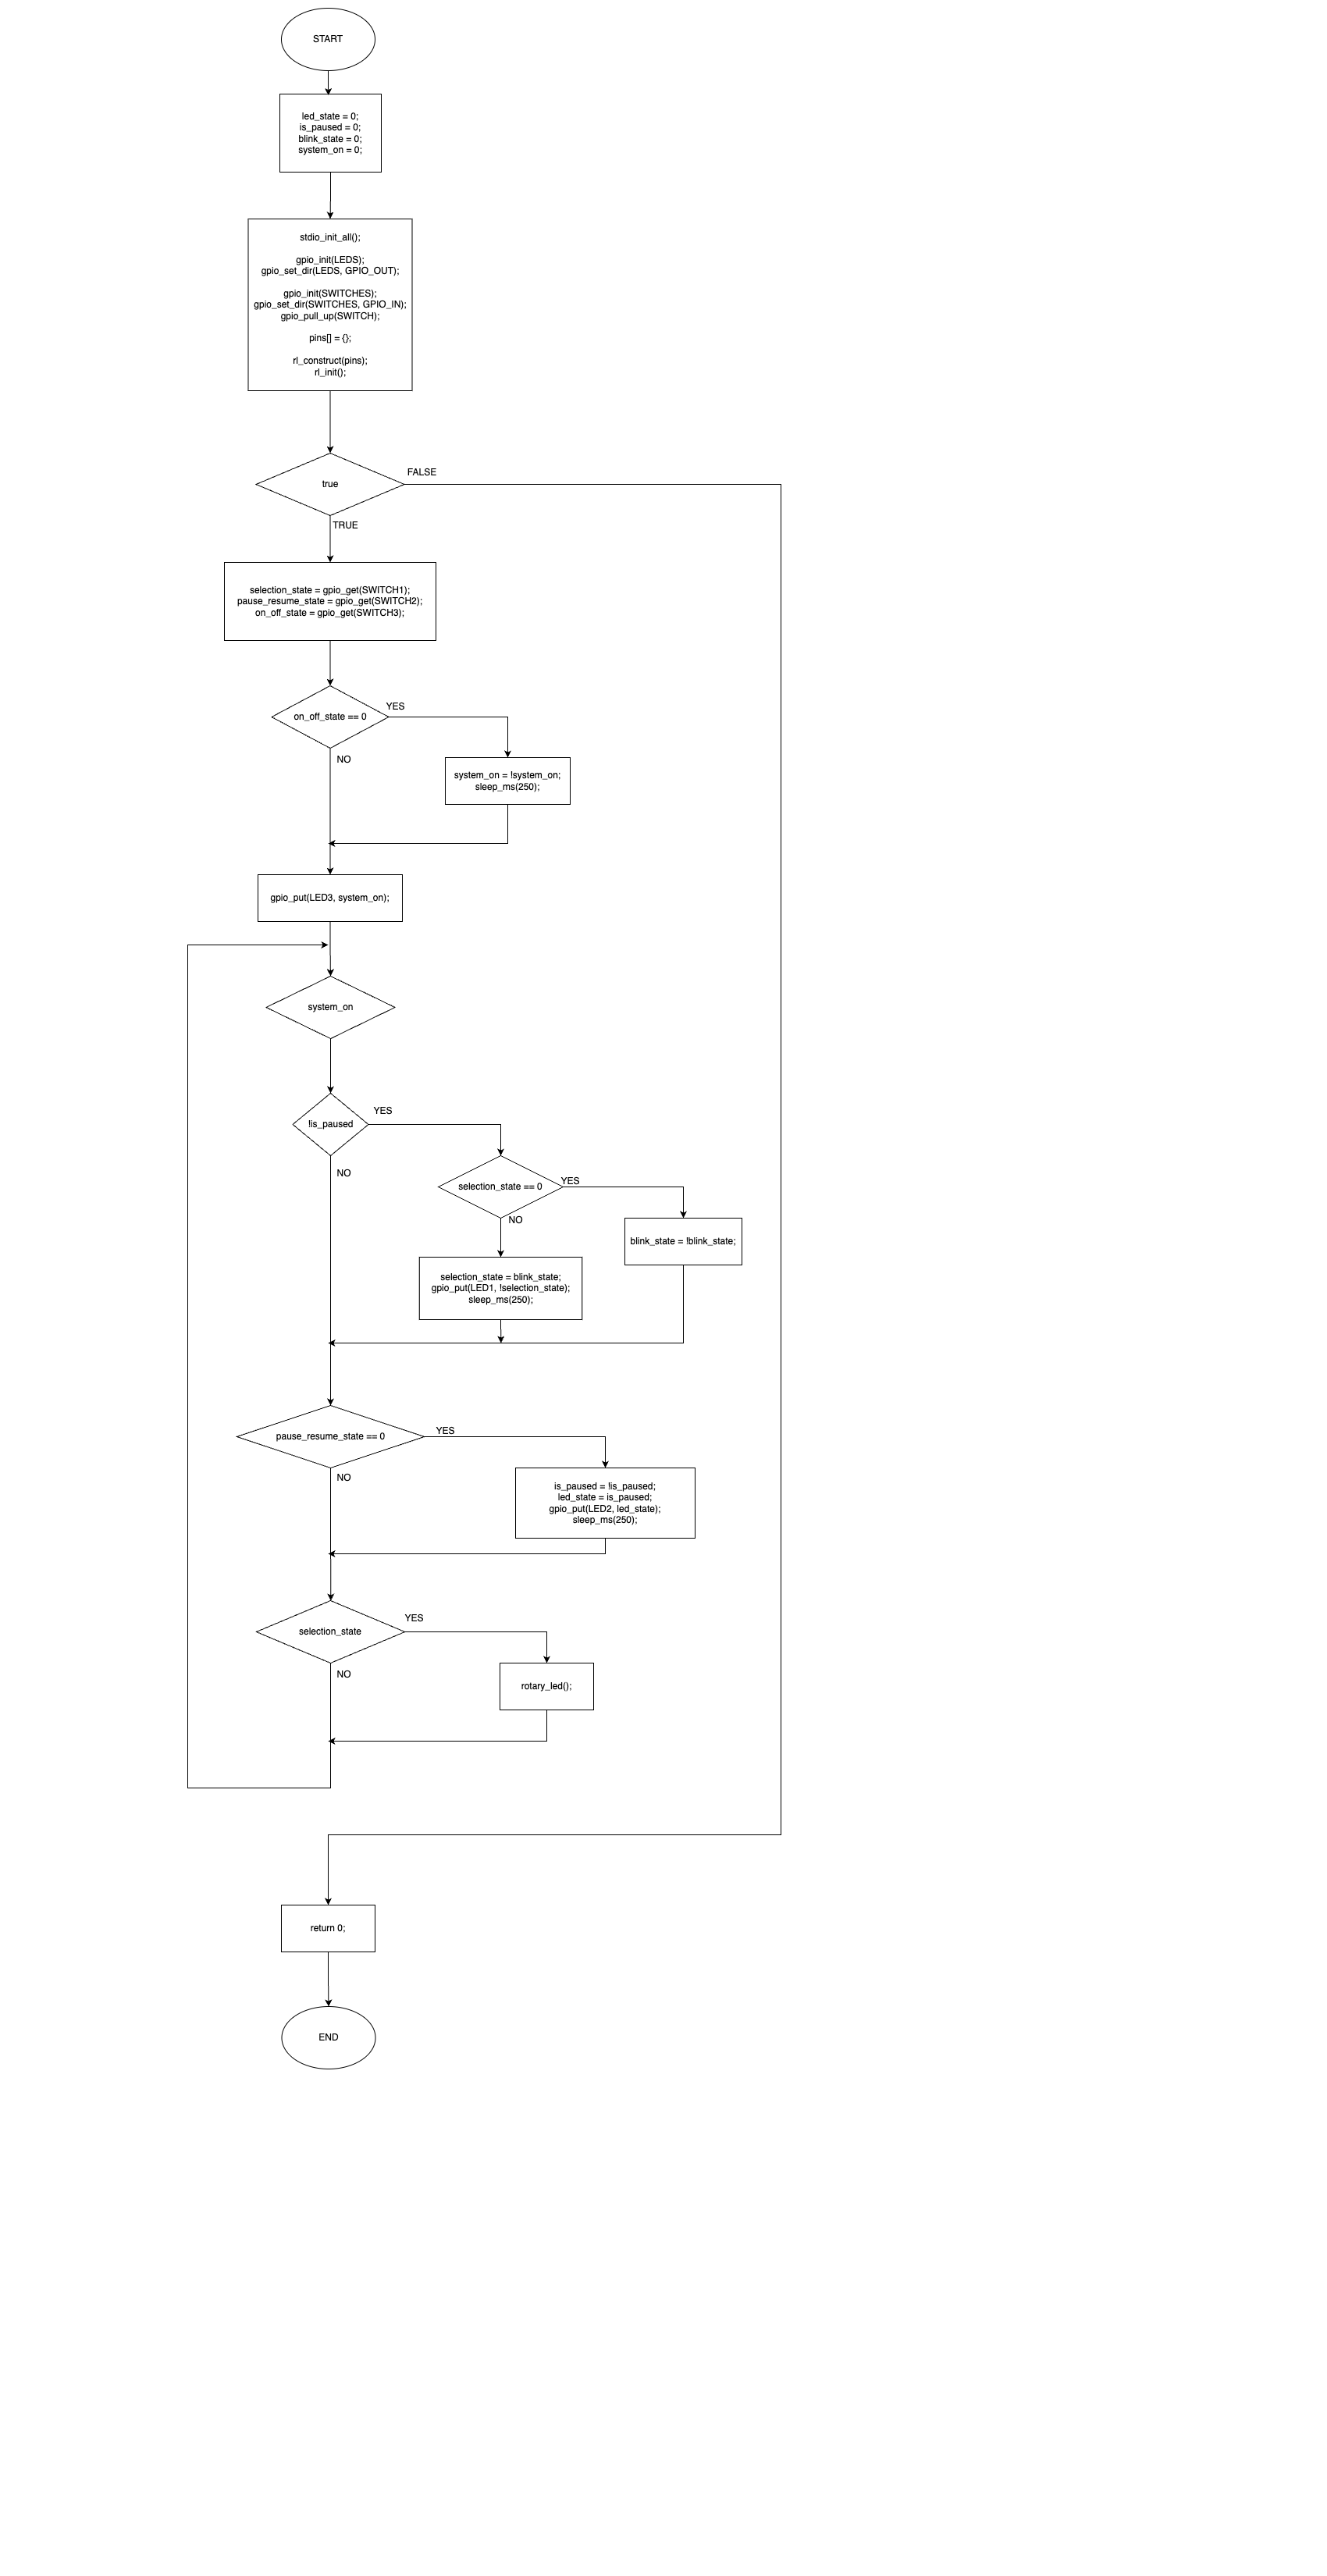 START
led_state = 0;
is_paused = 0;
blink_state = 0;
system_on = 0;
stdio_init_all();
gpio_init(LEDS);
gpio_set_dir(LEDS, GPIO_OUT);
gpio_init(SWITCHES);
gpio_set_dir(SWITCHES, GPIO_IN);
gpio_pull_up(SWITCH);
pins[] = {};
rl_construct(pins);
rl_init();
true
FALSE
TRUE
selection_state = gpio_get(SWITCH1);
pause_resume_state = gpio_get(SWITCH2);
on_off_state = gpio_get(SWITCH3);
on_off_state == 0
YES
NO
system_on = !system_on;
sleep_ms(250);
gpio_put(LED3, system_on);
system_on
!is_paused
YES
NO
selection_state == 0
YES
NO
blink_state = !blink_state;
selection_state = blink_state;
gpio_put(LED1, !selection_state);
sleep_ms(250);
pause_resume_state == 0
YES
NO
is_paused = !is_paused;
led_state = is_paused;
gpio_put(LED2, led_state);
sleep_ms(250);
selection_state
YES
NO
rotary_led();
return 0;
END